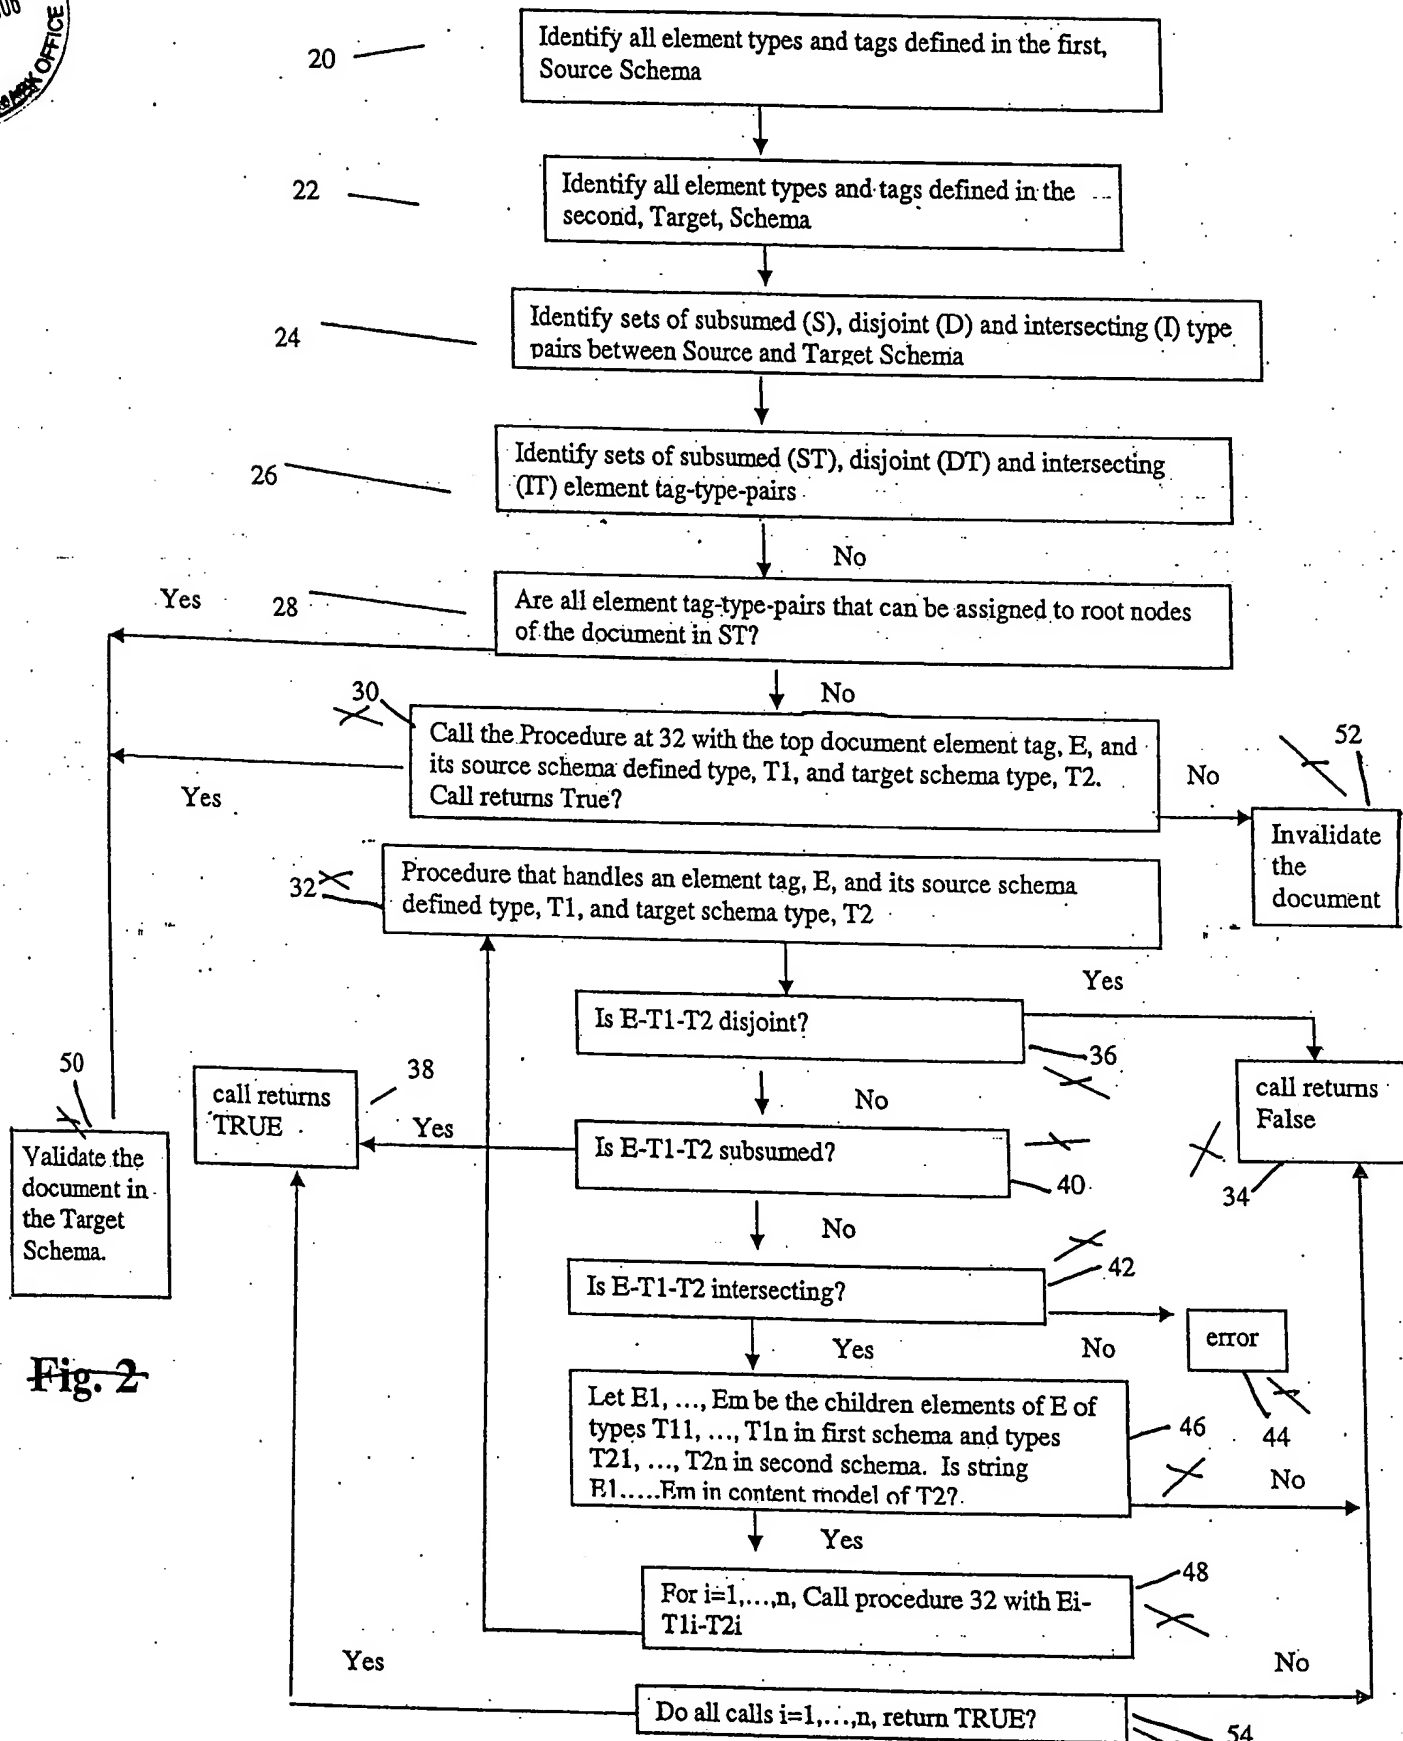 OFFICE
20
Identify all element types and tags defined in the first,
Source Schema
22
Identify all element types and tags defined in the
second, Target, Schema
24
Identify sets of subsumed (S), disjoint (D) and intersecting (I) type
pairs between Source and Target Schema
26
Identify sets of subsumed (ST), disjoint (DT) and intersecting
(IT) element tag-type-pairs
No
Yes
28
Are all element tag-type-pairs that can be assigned to root nodes
of the document in ST?
No
30
Call the Procedure at 32 with the top document element tag, E, and
its source schema defined type, T1, and target schema type, T2.
Call returns True?
Yes
No
52
Invalidate
the
document
32
Procedure that handles an element tag, E, and its source schema
defined type, T1, and target schema type, T2
Yes
Is E-T1-T2 disjoint?
36
50
38
call returns
TRUE
No
call returns
False
34
Validate the
document in
the Target
Schema.
Yes
Is E-T1-T2 subsumed?
40
No
Is E-T1-T2 intersecting?
42
Yes
No
error
44
Fig. 2
Let E1, ..., Em be the children elements of E of
types T11, ..., T1n in first schema and types
T21, ..., T2n in second schema. Is string
E1.....Em in content model of T2?
46
No
Yes
48
For i=1,...,n, Call procedure 32 with Ei-
T1i-T2i
Yes
No
Do all calls i=1,...,n, return TRUE?
54